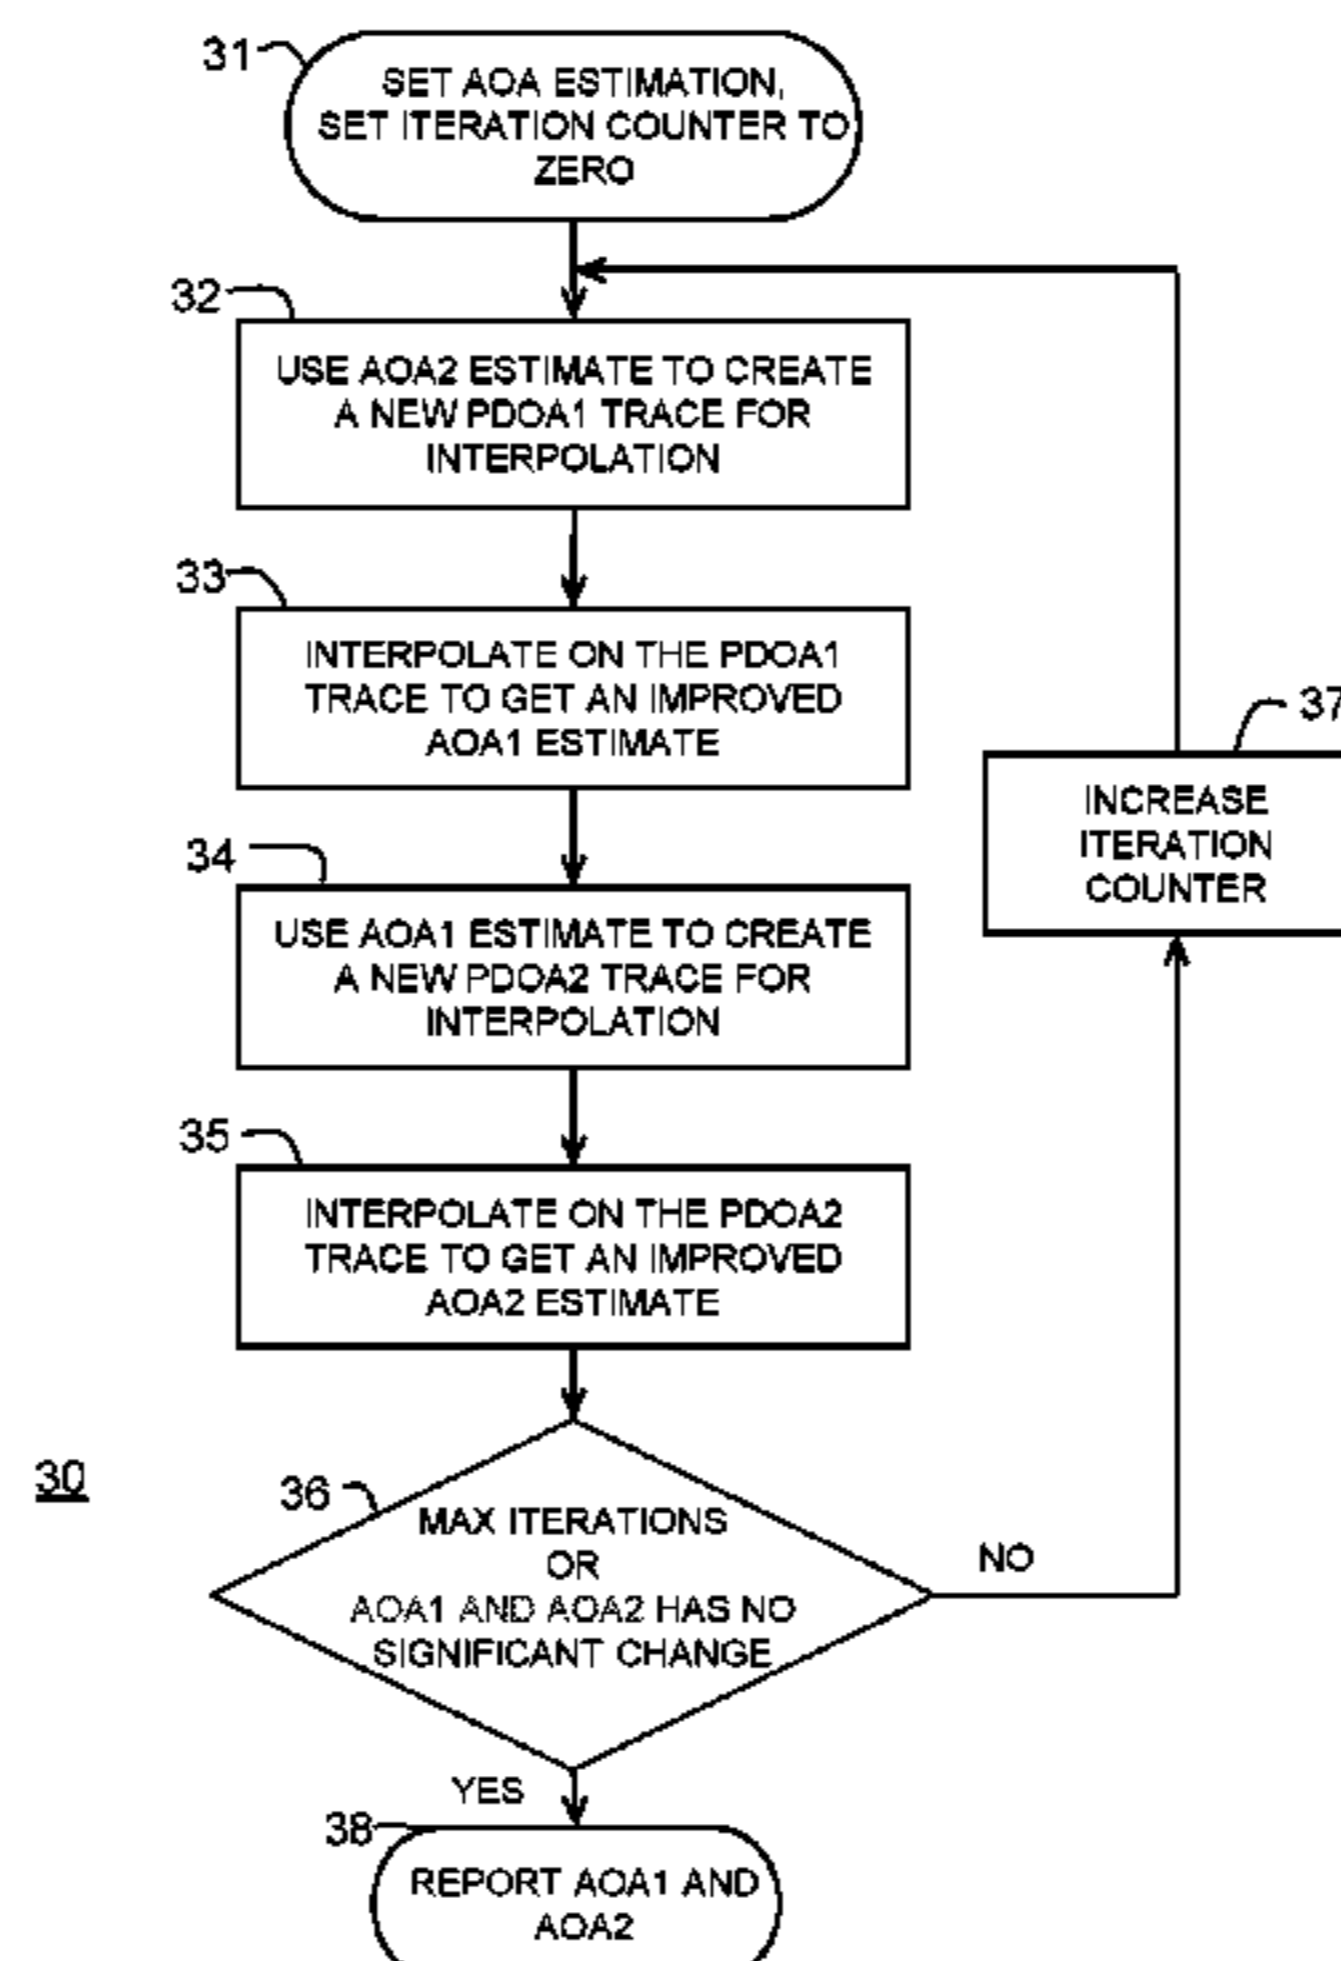 31
SET AOA ESTIMATION,
SET ITERATION COUNTER TO
ZERO
32
USE AOA2 ESTIMATE TO CREATE
A NEW PDOA1 TRACE FOR
INTERPOLATION
33
INTERPOLATE ON THE PDOA1
TRACE TO GET AN IMPROVED
AOA1 ESTIMATE
37
INCREASE
ITERATION
COUNTER
34
USE AOA1 ESTIMATE TO CREATE
A NEW PDOA2 TRACE FOR
INTERPOLATION
35
INTERPOLATE ON THE PDOA2
TRACE TO GET AN IMPROVED
AOA2 ESTIMATE
30
36
MAX ITERATIONS
OR
AOA1 AND AOA2 HAS NO
SIGNIFICANT CHANGE
NO
YES
38
REPORT AOA1 AND
AOA2